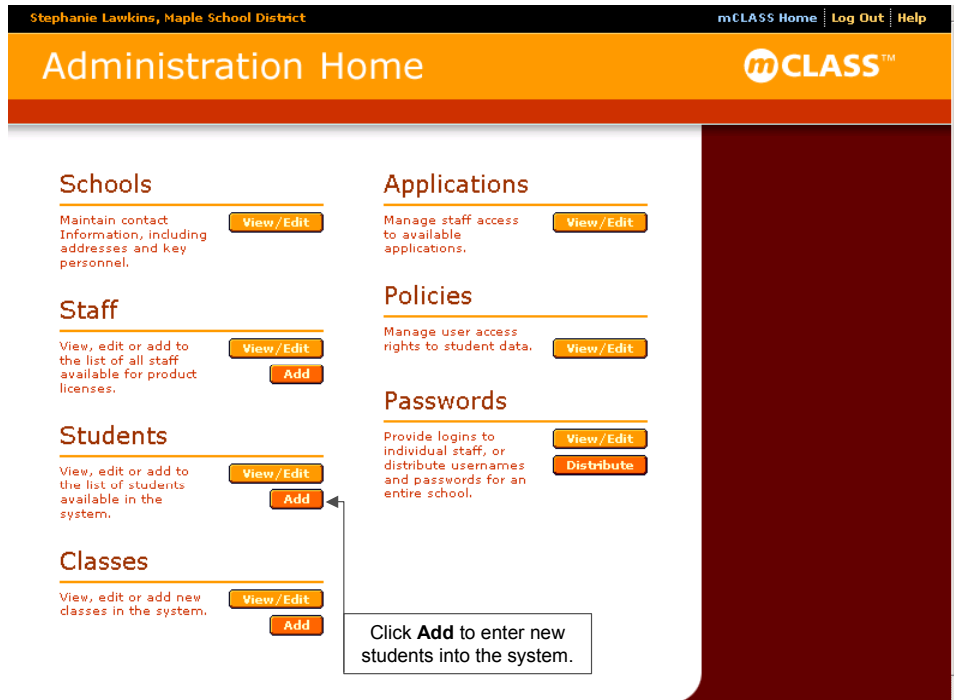 Stephanie Lawkins, Maple School District
mCLASS Home Log Out Help
Administration Home
mCLASS™
Schools
Maintain contact
Information, including
addresses and key
personnel.
View/Edit
Staff
View, edit or add to
the list of all staff
available for product
licenses.
View/Edit
Add
Students
View, edit or add to
the list of students
available in the
system.
View/Edit
Add
Classes
View, edit or add new
classes in the system.
View/Edit
Add
Applications
Manage staff access
to available
applications.
View/Edit
Policies
Manage user access
rights to student data.
View/Edit
Passwords
Provide logins to
individual staff, or
distribute usernames
and passwords for an
entire school.
View/Edit
Distribute
Click Add to enter new
students into the system.